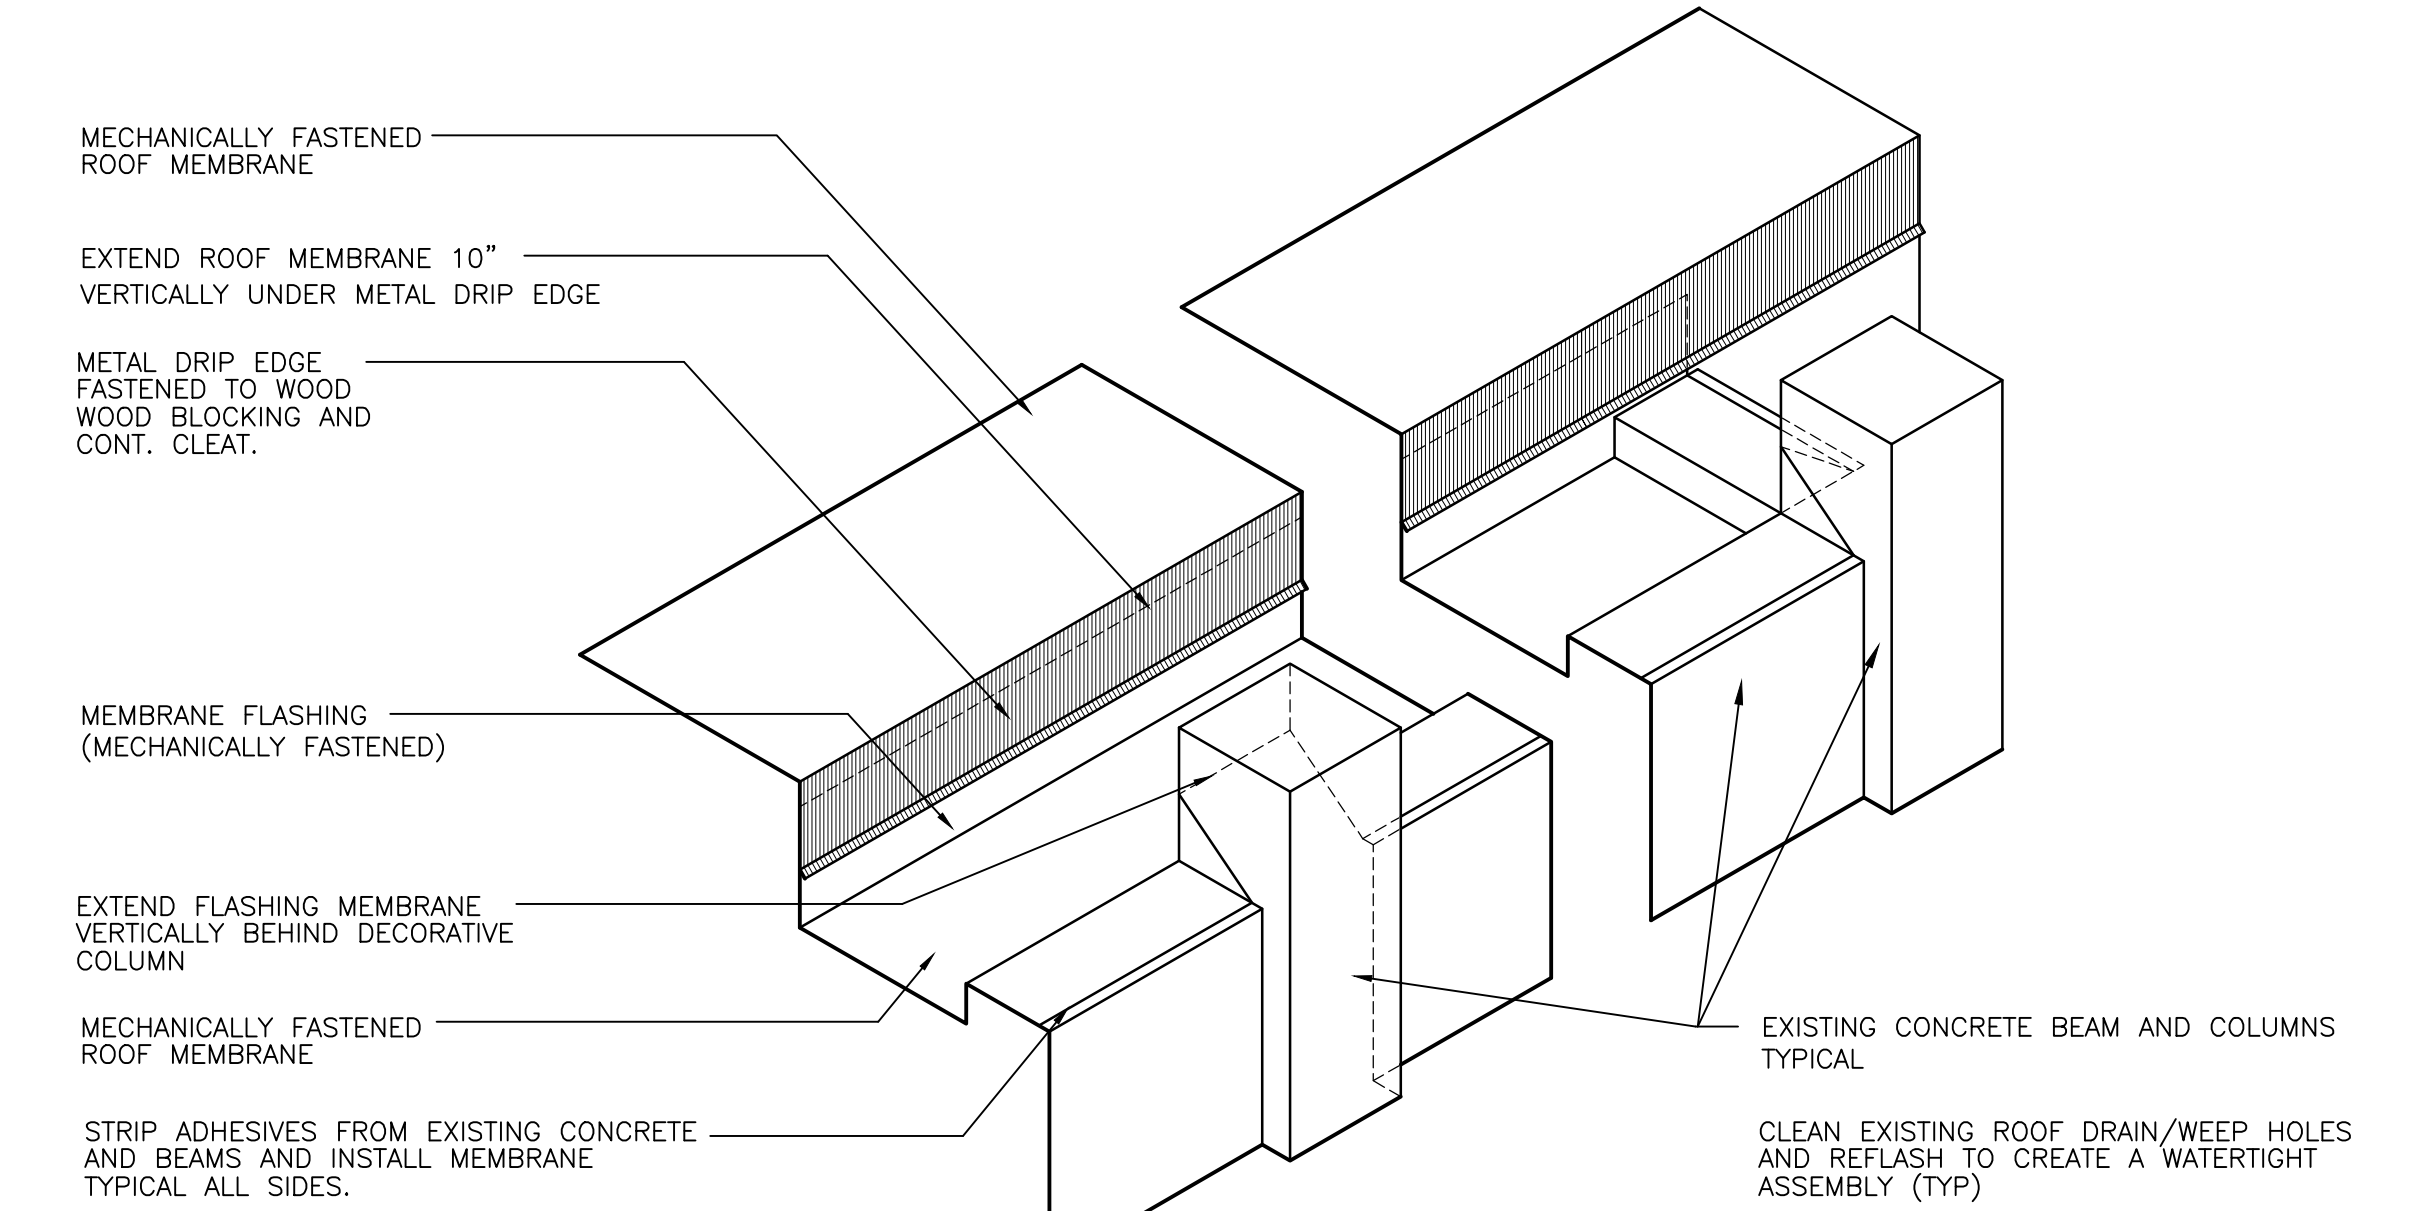 MECHANICALLY FASTENED
ROOF MEMBRANE
EXTEND ROOF MEMBRANE 10”
VERTICALLY UNDER METAL DRIP EDGE
METAL DRIP EDGE
FASTENED TO WOOD
WOOD BLOCKING AND
CONT. CLEAT.
MEMBRANE FLASHING
(MECHANICALLY FASTENED)
EXTEND FLASHING MEMBRANE
VERTICALLY BEHIND DECORATIVE
COLUMN
MECHANICALLY FASTENED
ROOF MEMBRANE
STRIP ADHESIVES FROM EXISTING CONCRETE
AND BEAMS AND INSTALL MEMBRANE
TYPICAL ALL SIDES.
EXISTING CONCRETE BEAM AND COLUMNS
TYPICAL
CLEAN EXISTING ROOF DRAIN/WEEP HOLES
AND REFLASH TO CREATE A WATERTIGHT
ASSEMBLY (TYP)